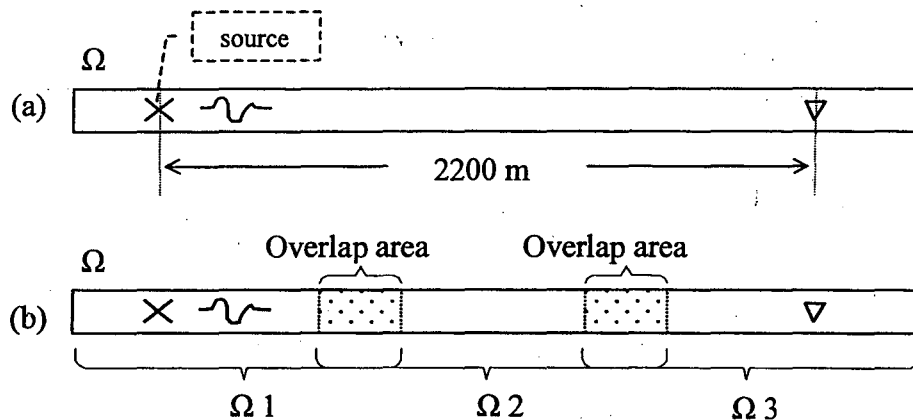 source
Ω
(a)
2200 m
Overlap area Overlap area
Ω
(b)
Ω 1 Ω 2 Ω 3